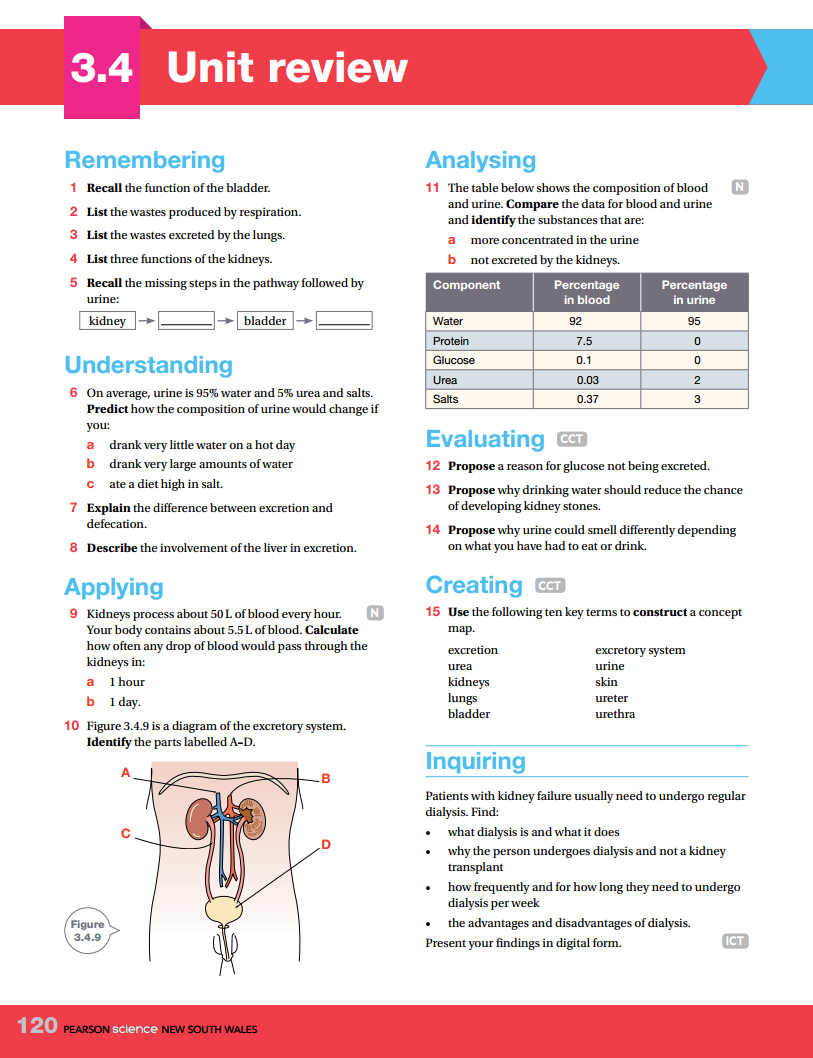 3.4 Unit review
Remembering
1 Recall the function of the bladder.
2 List the wastes produced by respiration.
3 List the wastes excreted by the lungs.
4 List three functions of the kidneys.
5 Recall the missing steps in the pathway followed by
urine:
kidney → ________ → bladder → ________
Understanding
6 On average, urine is 95% water and 5% urea and salts.
Predict how the composition of urine would change if
you:
a drank very little water on a hot day
b drank very large amounts of water
c ate a diet high in salt.
7 Explain the difference between excretion and
defecation.
8 Describe the involvement of the liver in excretion.
Applying
9 Kidneys process about 50 L of blood every hour. N
Your body contains about 5.5 L of blood. Calculate
how often any drop of blood would pass through the
kidneys in:
a 1 hour
b 1 day.
10 Figure 3.4.9 is a diagram of the excretory system.
Identify the parts labelled A–D.
A
B
C
D
Figure
3.4.9
Analysing
11 The table below shows the composition of blood N
and urine. Compare the data for blood and urine
and identify the substances that are:
a more concentrated in the urine
b not excreted by the kidneys.
Component Percentage Percentage
in blood in urine
Water 92 95
Protein 7.5 0
Glucose 0.1 0
Urea 0.03 2
Salts 0.37 3
Evaluating CCT
12 Propose a reason for glucose not being excreted.
13 Propose why drinking water should reduce the chance
of developing kidney stones.
14 Propose why urine could smell differently depending
on what you have had to eat or drink.
Creating CCT
15 Use the following ten key terms to construct a concept
map.
excretion excretory system
urea urine
kidneys skin
lungs ureter
bladder urethra
Inquiring
Patients with kidney failure usually need to undergo regular
dialysis. Find:
• what dialysis is and what it does
• why the person undergoes dialysis and not a kidney
transplant
• how frequently and for how long they need to undergo
dialysis per week
• the advantages and disadvantages of dialysis.
Present your findings in digital form. ICT
120 PEARSON science NEW SOUTH WALES